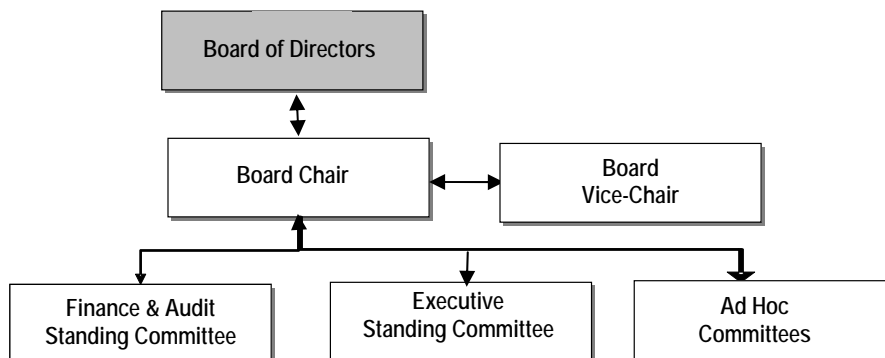 Board of Directors
Board Chair
Board
Vice-Chair
Finance & Audit
Standing Committee
Executive
Standing Committee
Ad Hoc
Committees